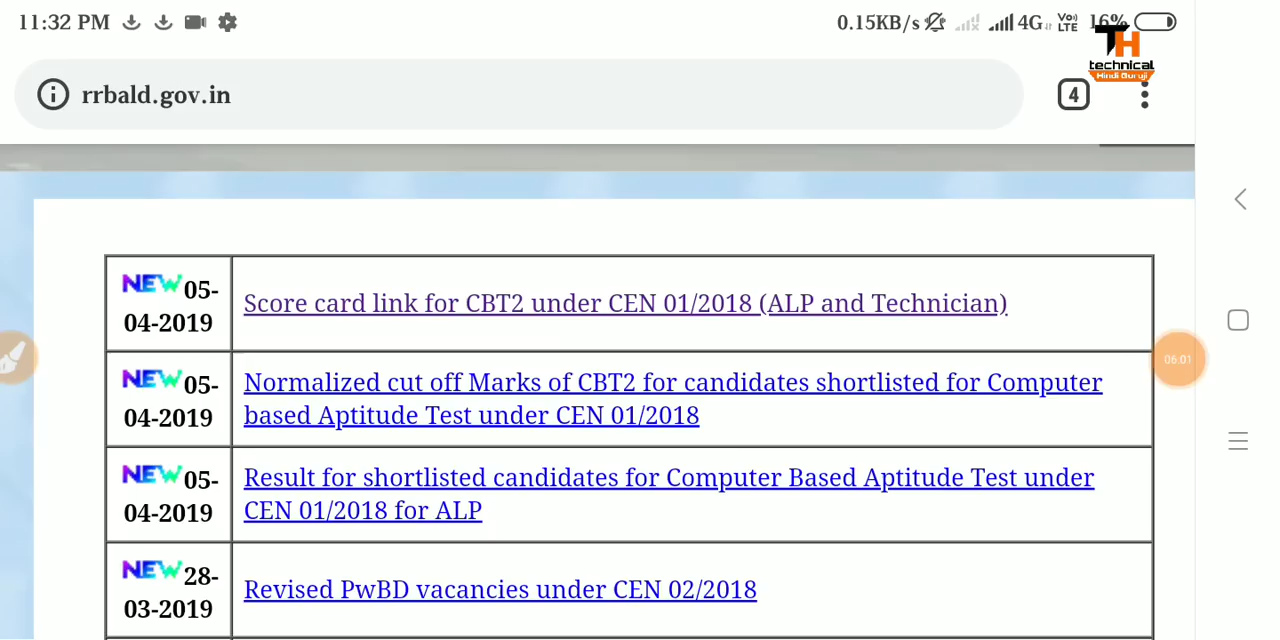 11:32 PM
0.15KB/s
4G
Vo)
LTE
16%
TH
technical
Hindi Guruji
rrbald.gov.in
4
NEW 05-
04-2019
Score card link for CBT2 under CEN 01/2018 (ALP and Technician)
NEW 05-
04-2019
Normalized cut off Marks of CBT2 for candidates shortlisted for Computer
based Aptitude Test under CEN 01/2018
NEW 05-
04-2019
Result for shortlisted candidates for Computer Based Aptitude Test under
CEN 01/2018 for ALP
NEW 28-
03-2019
Revised PwBD vacancies under CEN 02/2018
06:01